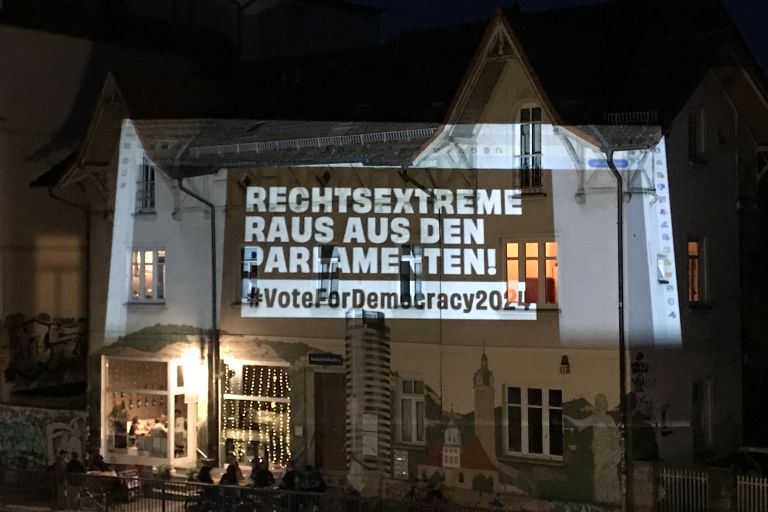 RECHTSEXTREME
RAUS AUS DEN
PARLAMENTEN!
#VoteForDemocracy2024